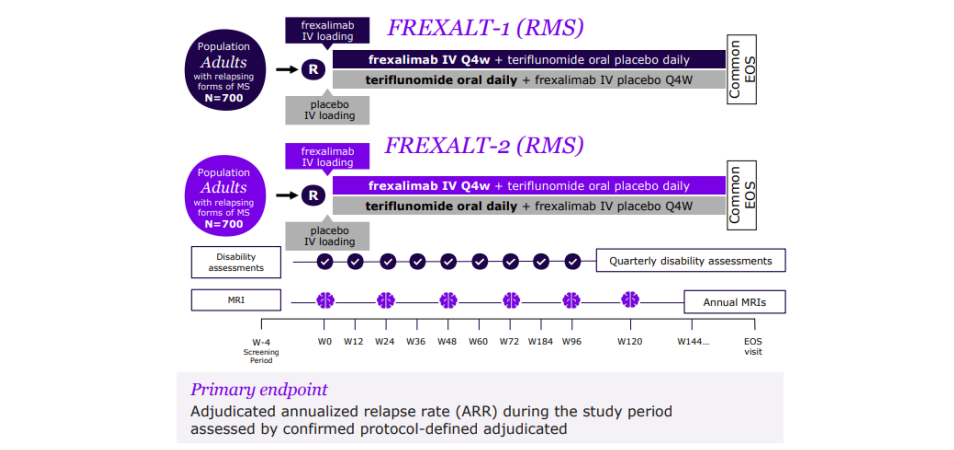 frexalimab
IV loading
FREXALT-1 (RMS)
Population
Adults
with relapsing
forms of MS
N=700
R
frexalimab IV Q4w + teriflunomide oral placebo daily
teriflunomide oral daily + frexalimab IV placebo Q4W
Common
EOS
placebo
IV loading
frexalimab
IV loading
FREXALT-2 (RMS)
Population
Adults
with relapsing
forms of MS
N=700
R
frexalimab IV Q4w + teriflunomide oral placebo daily
teriflunomide oral daily + frexalimab IV placebo Q4W
Common
EOS
placebo
IV loading
Disability
assessments
Quarterly disability assessments
MRI
Annual MRIs
W-4
Screening
Period
W0 W12 W24 W36 W48 W60 W72 W184 W96 W120 W144...
EOS
visit
Primary endpoint
Adjudicated annualized relapse rate (ARR) during the study period
assessed by confirmed protocol-defined adjudicated